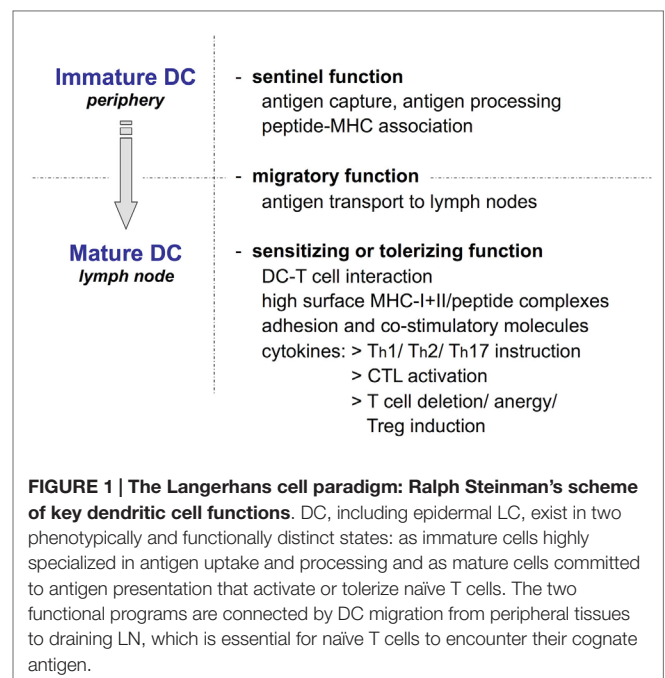 Immature DC
periphery
- sentinel function
antigen capture, antigen processing
peptide-MHC association
- migratory function
antigen transport to lymph nodes
Mature DC
lymph node
- sensitizing or tolerizing function
DC-T cell interaction
high surface MHC-I+II/peptide complexes
adhesion and co-stimulatory molecules
cytokines: > Th1/ Th2/ Th17 instruction
> CTL activation
> T cell deletion/ anergy/
Treg induction
FIGURE 1 | The Langerhans cell paradigm: Ralph Steinman's scheme
of key dendritic cell functions. DC, including epidermal LC, exist in two
phenotypically and functionally distinct states: as immature cells highly
specialized in antigen uptake and processing and as mature cells committed
to antigen presentation that activate or tolerize naïve T cells. The two
functional programs are connected by DC migration from peripheral tissues
to draining LN, which is essential for naïve T cells to encounter their cognate
antigen.